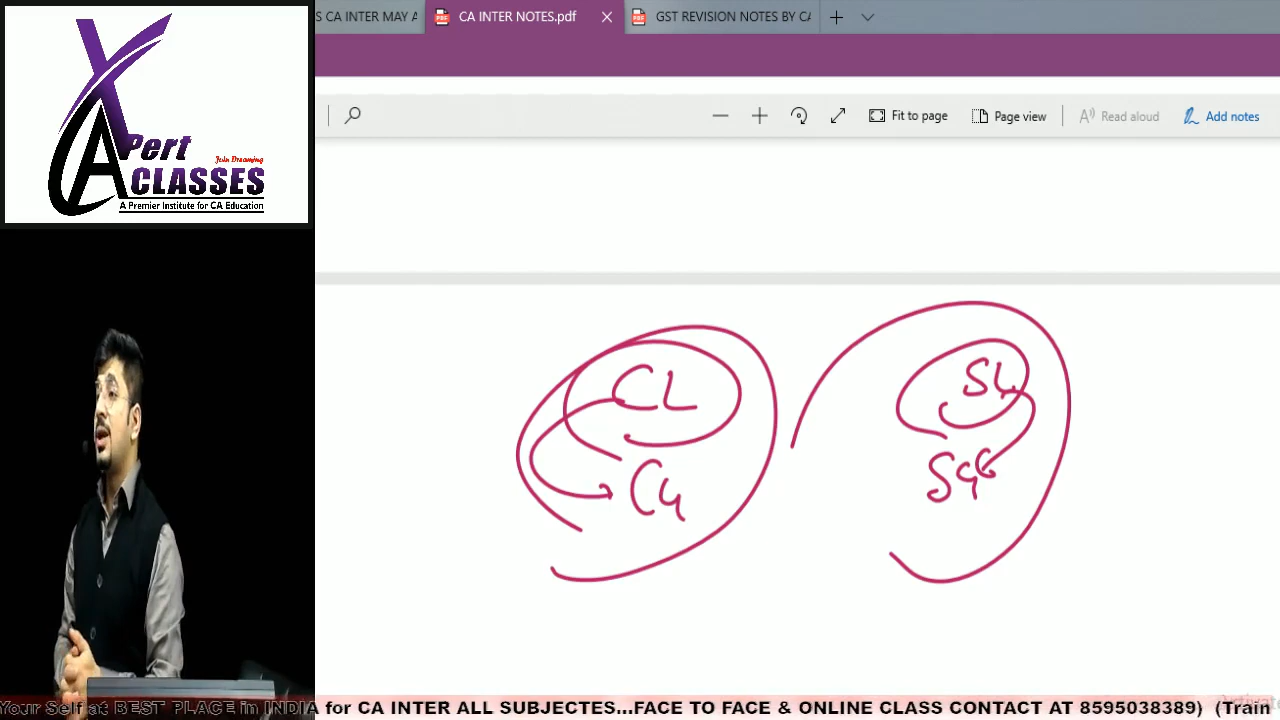 S CA INTER MAY A
CA INTER NOTES.pdf
GST REVISION NOTES BY CA
Fit to page
Page view
Read aloud
Add notes
XPert
Join Dreaming
CLASSES
A Premier Institute for CA Education
CL
SL
CG
SG
Your Self at BEST PLACE in INDIA for CA INTER ALL SUBJECTES...FACE TO FACE & ONLINE CLASS CONTACT AT 8595038389) (Train